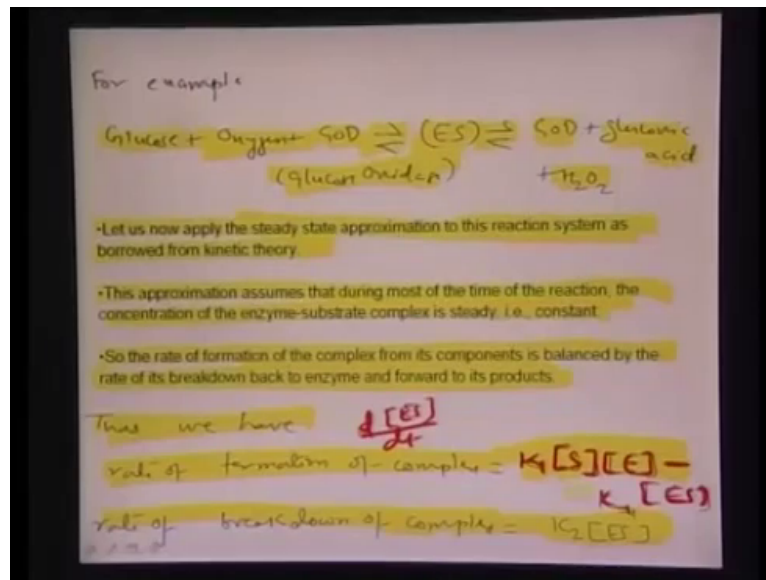 For example
Glucose + Oxygen + GOD ⇌ (ES) ⇌ GOD + gluconic
acid
(Glucose Oxidase) + H2O2
•Let us now apply the steady state approximation to this reaction system as
borrowed from kinetic theory.
•This approximation assumes that during most of the time of the reaction, the
concentration of the enzyme-substrate complex is steady. i.e., constant
•So the rate of formation of the complex from its components is balanced by the
rate of its breakdown back to enzyme and forward to its products.
Thus we have d[ES]/dt
rate of formation of complex = K1[S][E] −
K-1[ES]
rate of breakdown of complex = K2[ES]